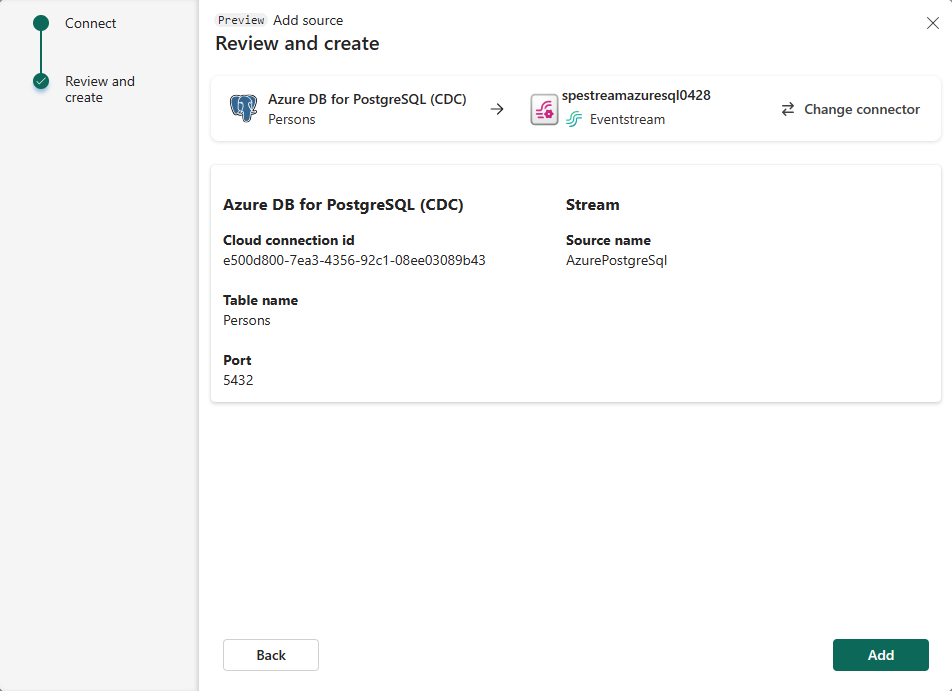 Connect
Review and
create
Preview Add source
Review and create
Azure DB for PostgreSQL (CDC)
Persons
spestreamazuresql0428
Eventstream
Change connector
Azure DB for PostgreSQL (CDC)
Cloud connection id
e500d800-7ea3-4356-92c1-08ee03089b43
Table name
Persons
Port
5432
Stream
Source name
AzurePostgreSql
Back
Add